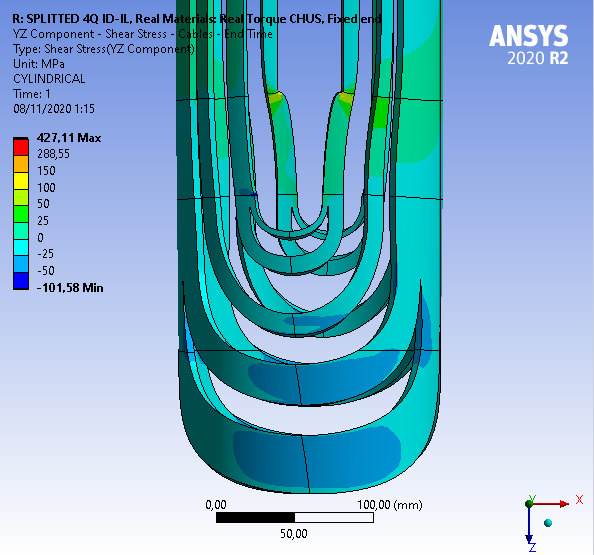 R: SPLITTED 4Q ID-IL, Real Materials: Real Torque CHUS, Fixed end
YZ Component - Shear Stress - Cables - End Time
Type: Shear Stress(YZ Component)
Unit: MPa
CYLINDRICAL
Time: 1
08/11/2020 1:15
ANSYS
2020 R2
427,11 Max
288,55
150
100
50
25
0
-25
-50
-101,58 Min
0,00
100,00 (mm)
50,00
Y
X
Z